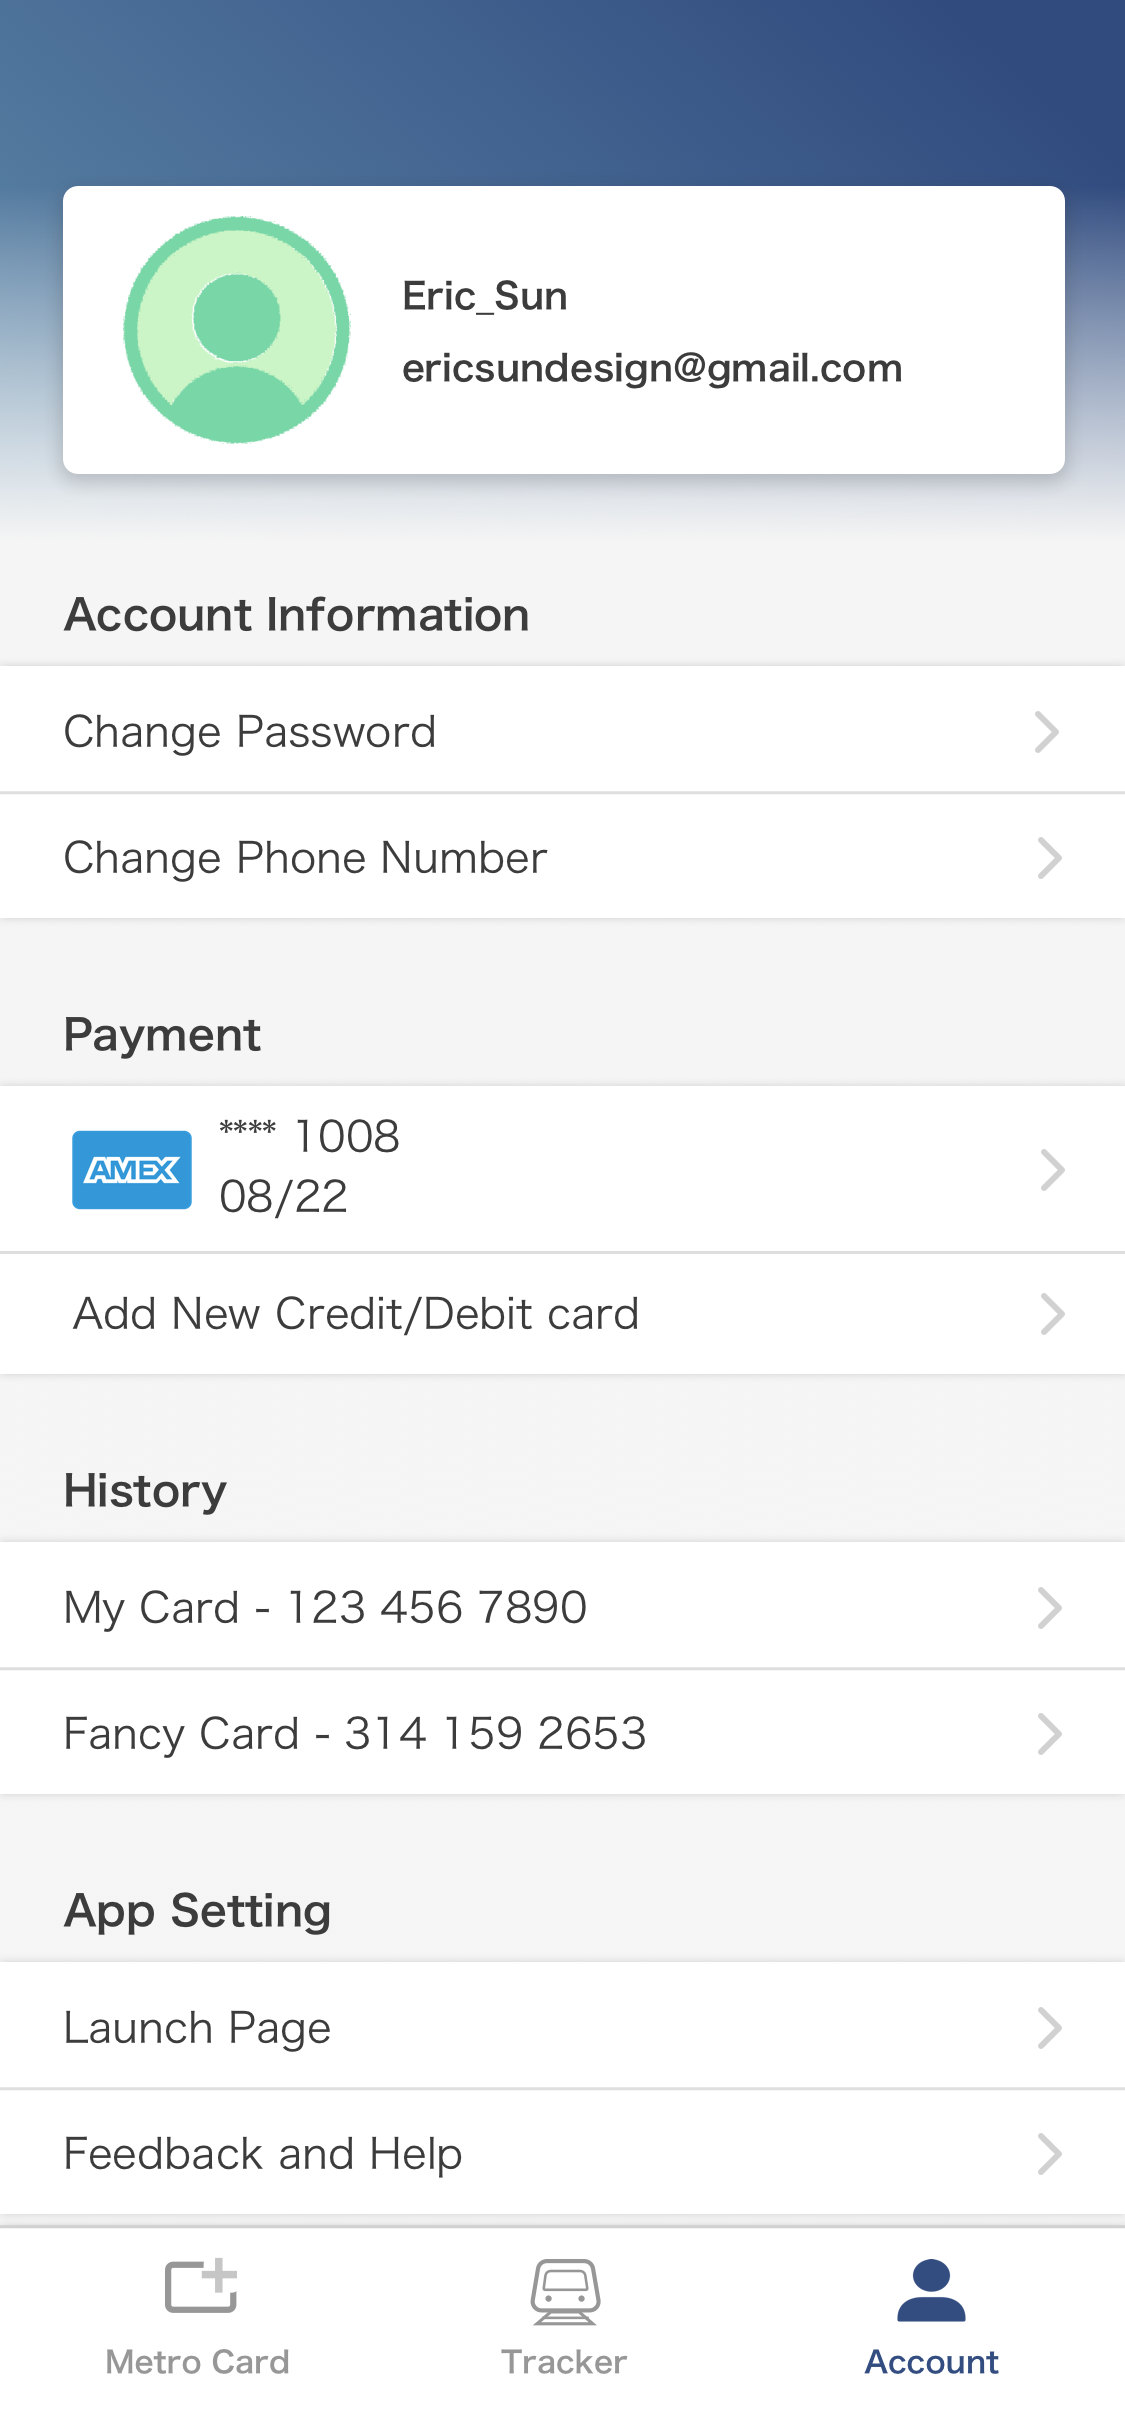 Eric_Sun
ericsundesign@gmail.com
Account Information
Change Password
Change Phone Number
Payment
AMEX
**** 1008
08/22
Add New Credit/Debit card
History
My Card - 123 456 7890
Fancy Card - 314 159 2653
App Setting
Launch Page
Feedback and Help
Metro Card
Tracker
Account